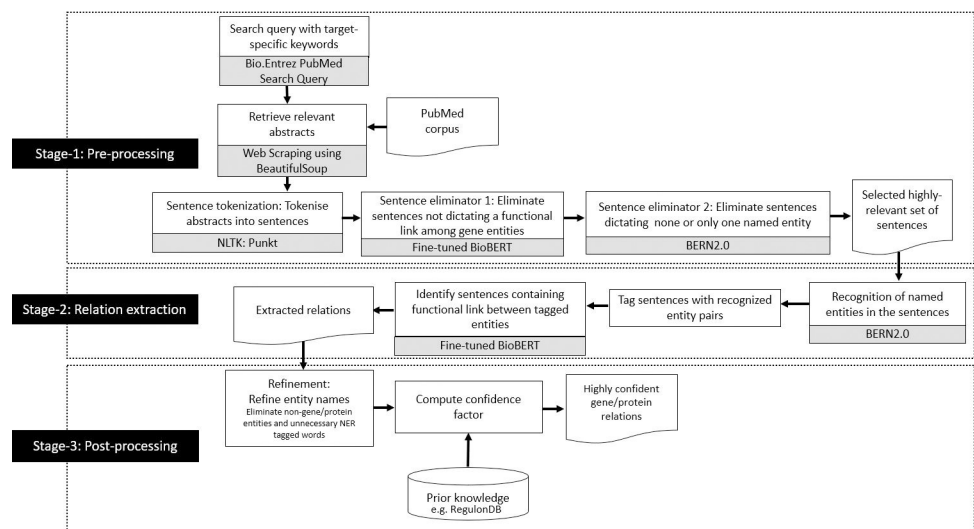 Search query with target-
specific keywords
Bio.Entrez PubMed
Search Query
Retrieve relevant
abstracts
Web Scraping using
BeautifulSoup
PubMed
corpus
Stage-1: Pre-processing
Sentence tokenization: Tokenise
abstracts into sentences
NLTK: Punkt
Sentence eliminator 1: Eliminate
sentences not dictating a functional
link among gene entities
Fine-tuned BioBERT
Sentence eliminator 2: Eliminate sentences
dictating none or only one named entity
BERN2.0
Selected highly-
relevant set of
sentences
Stage-2: Relation extraction
Recognition of named
entities in the sentences
BERN2.0
Tag sentences with recognized
entity pairs
Identify sentences containing
functional link between tagged
entities
Fine-tuned BioBERT
Extracted relations
Stage-3: Post-processing
Refinement:
Refine entity names
Eliminate non-gene/protein
entities and unnecessary NER
tagged words
Compute confidence
factor
Highly confident
gene/protein
relations
Prior knowledge
e.g. RegulonDB